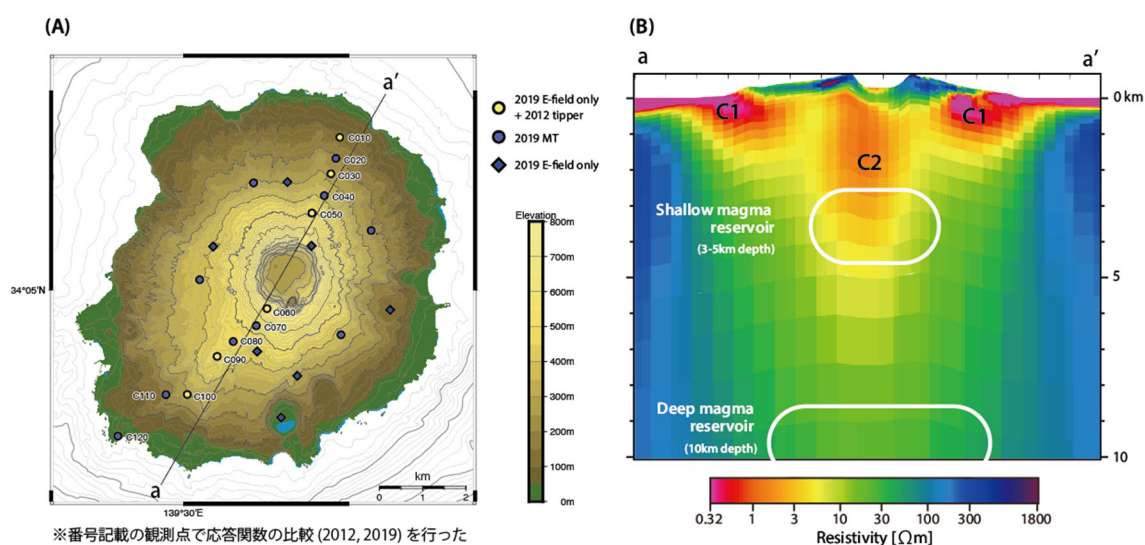 (A)
a'
2019 E-field only
+ 2012 tipper
2019 MT
2019 E-field only
C010
C020
C030
C040
C050
C060
C070
C080
C090
C100
C110
C120
Elevation
800m
700m
600m
500m
400m
300m
200m
100m
0m
34°05'N
139°30'E
a
km
0 1 2
※番号記載の観測点で応答関数の比較 (2012, 2019) を行った
(B)
a a'
0 km
C1 C1
C2
Shallow magma
reservoir
(3-5km depth)
5
Deep magma
reservoir
(10km depth)
10
0.32 1 3 10 30 100 300 1800
Resistivity [Ωm]